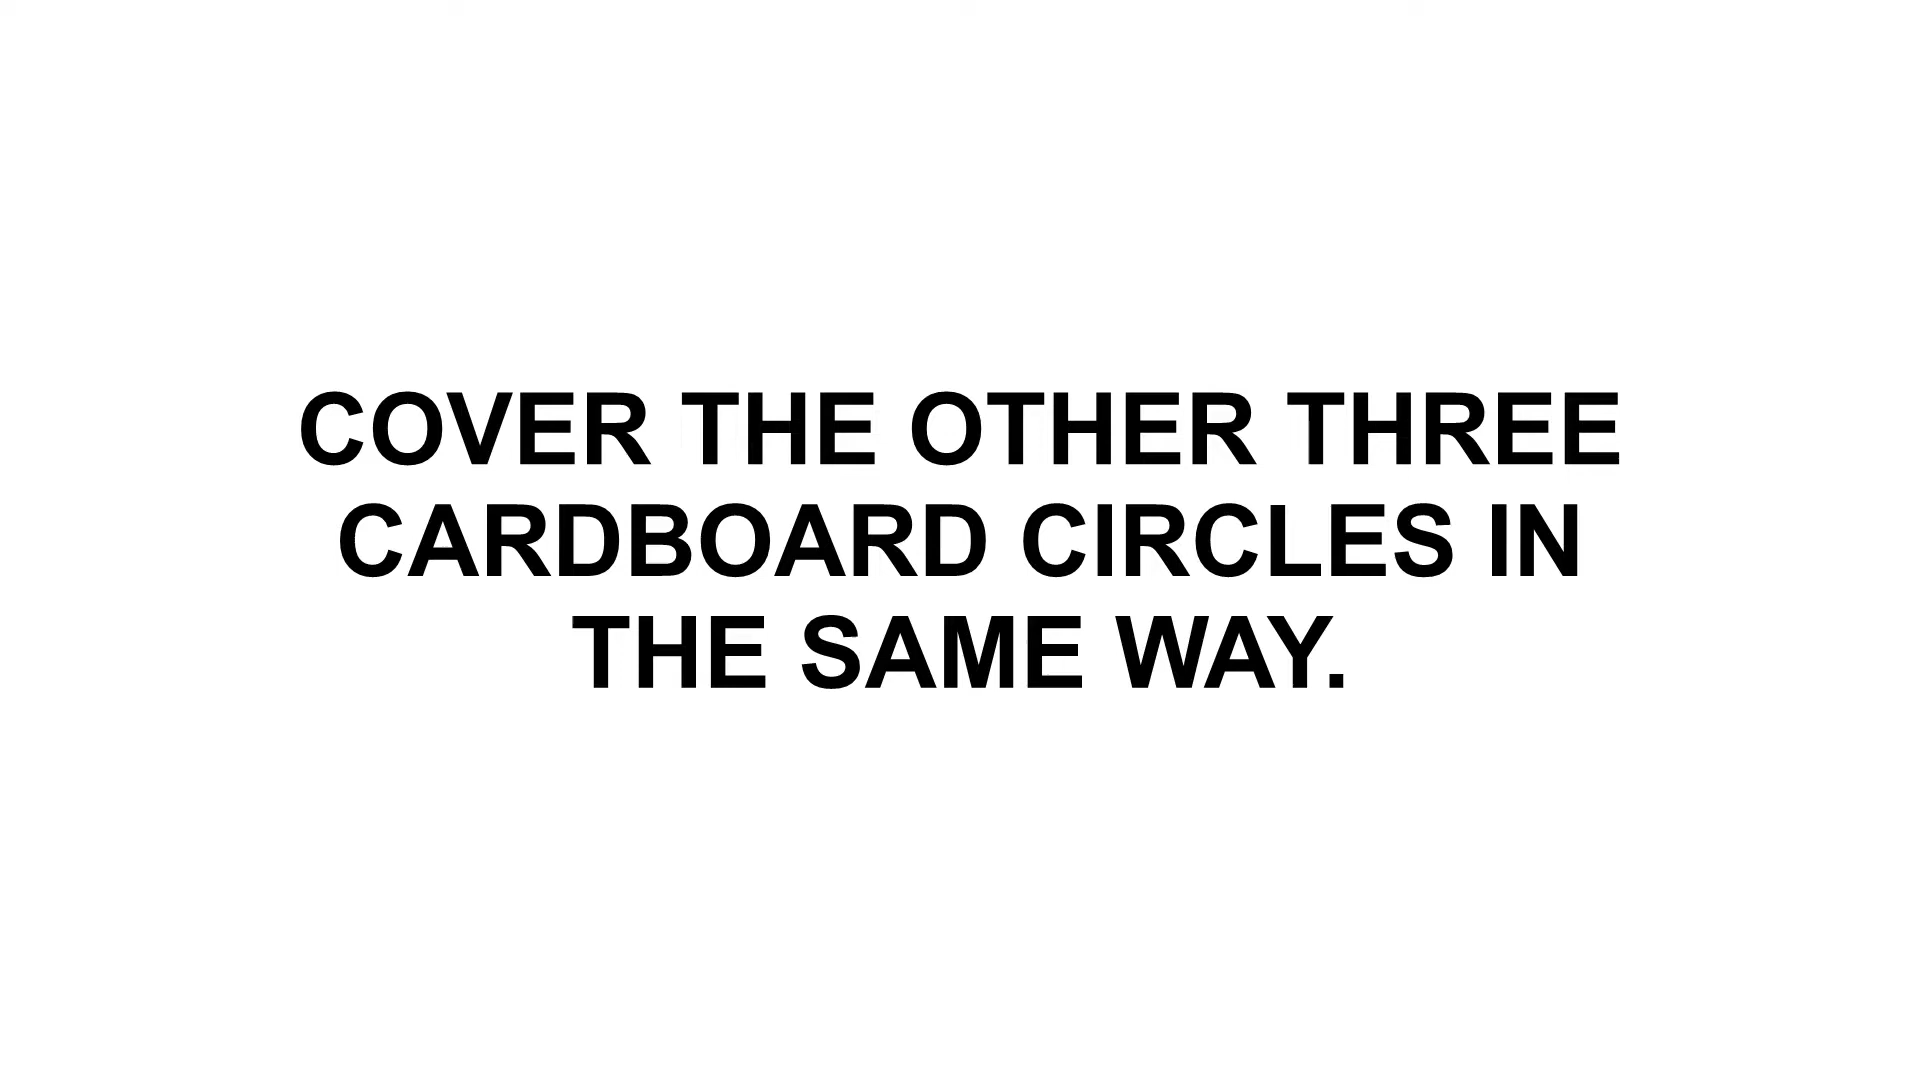 COVER THE OTHER THREE
CARDBOARD CIRCLES IN
THE SAME WAY.